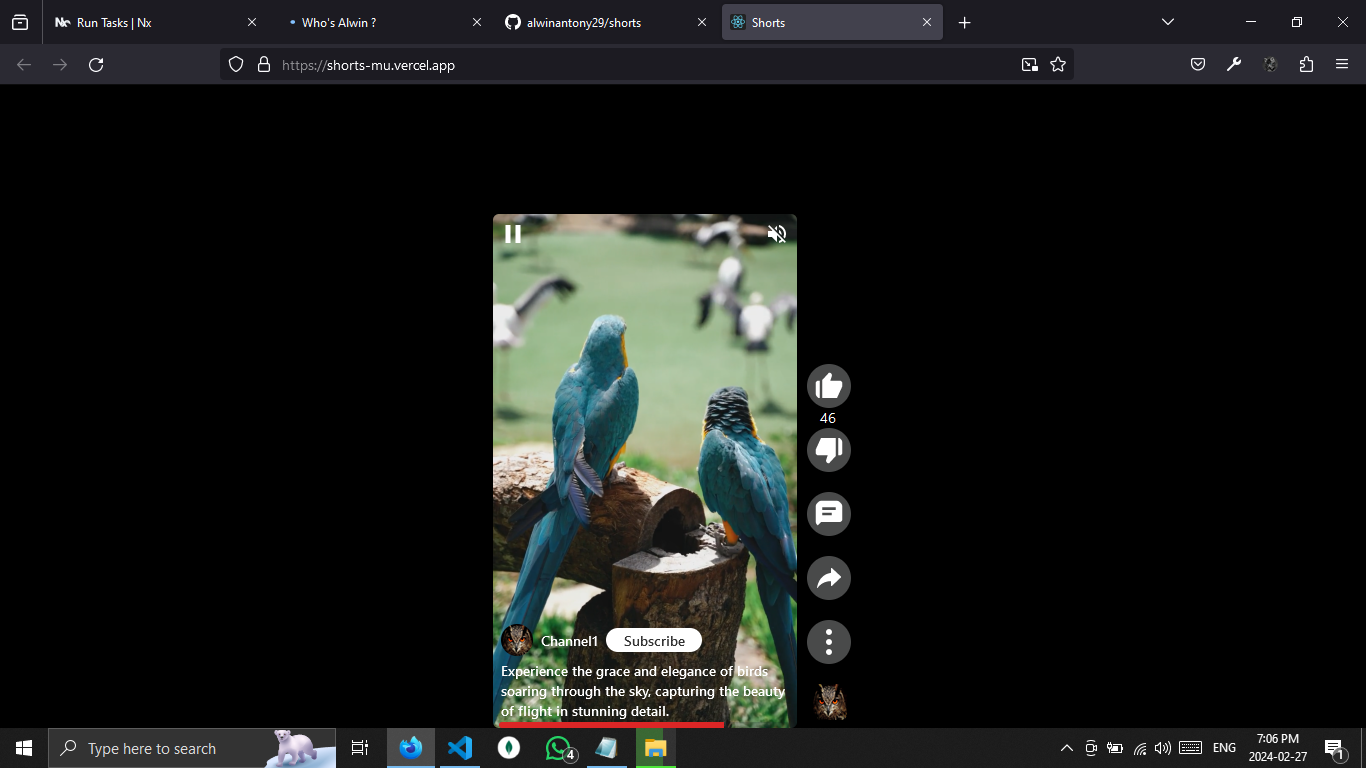 Run Tasks | Nx
Who's Alwin ?
alwinantony29/shorts
Shorts
https://shorts-mu.vercel.app
46
Channel1
Subscribe
Experience the grace and elegance of birds
soaring through the sky, capturing the beauty
of flight in stunning detail.
Type here to search
4
ENG
7:06 PM
2024-02-27
1